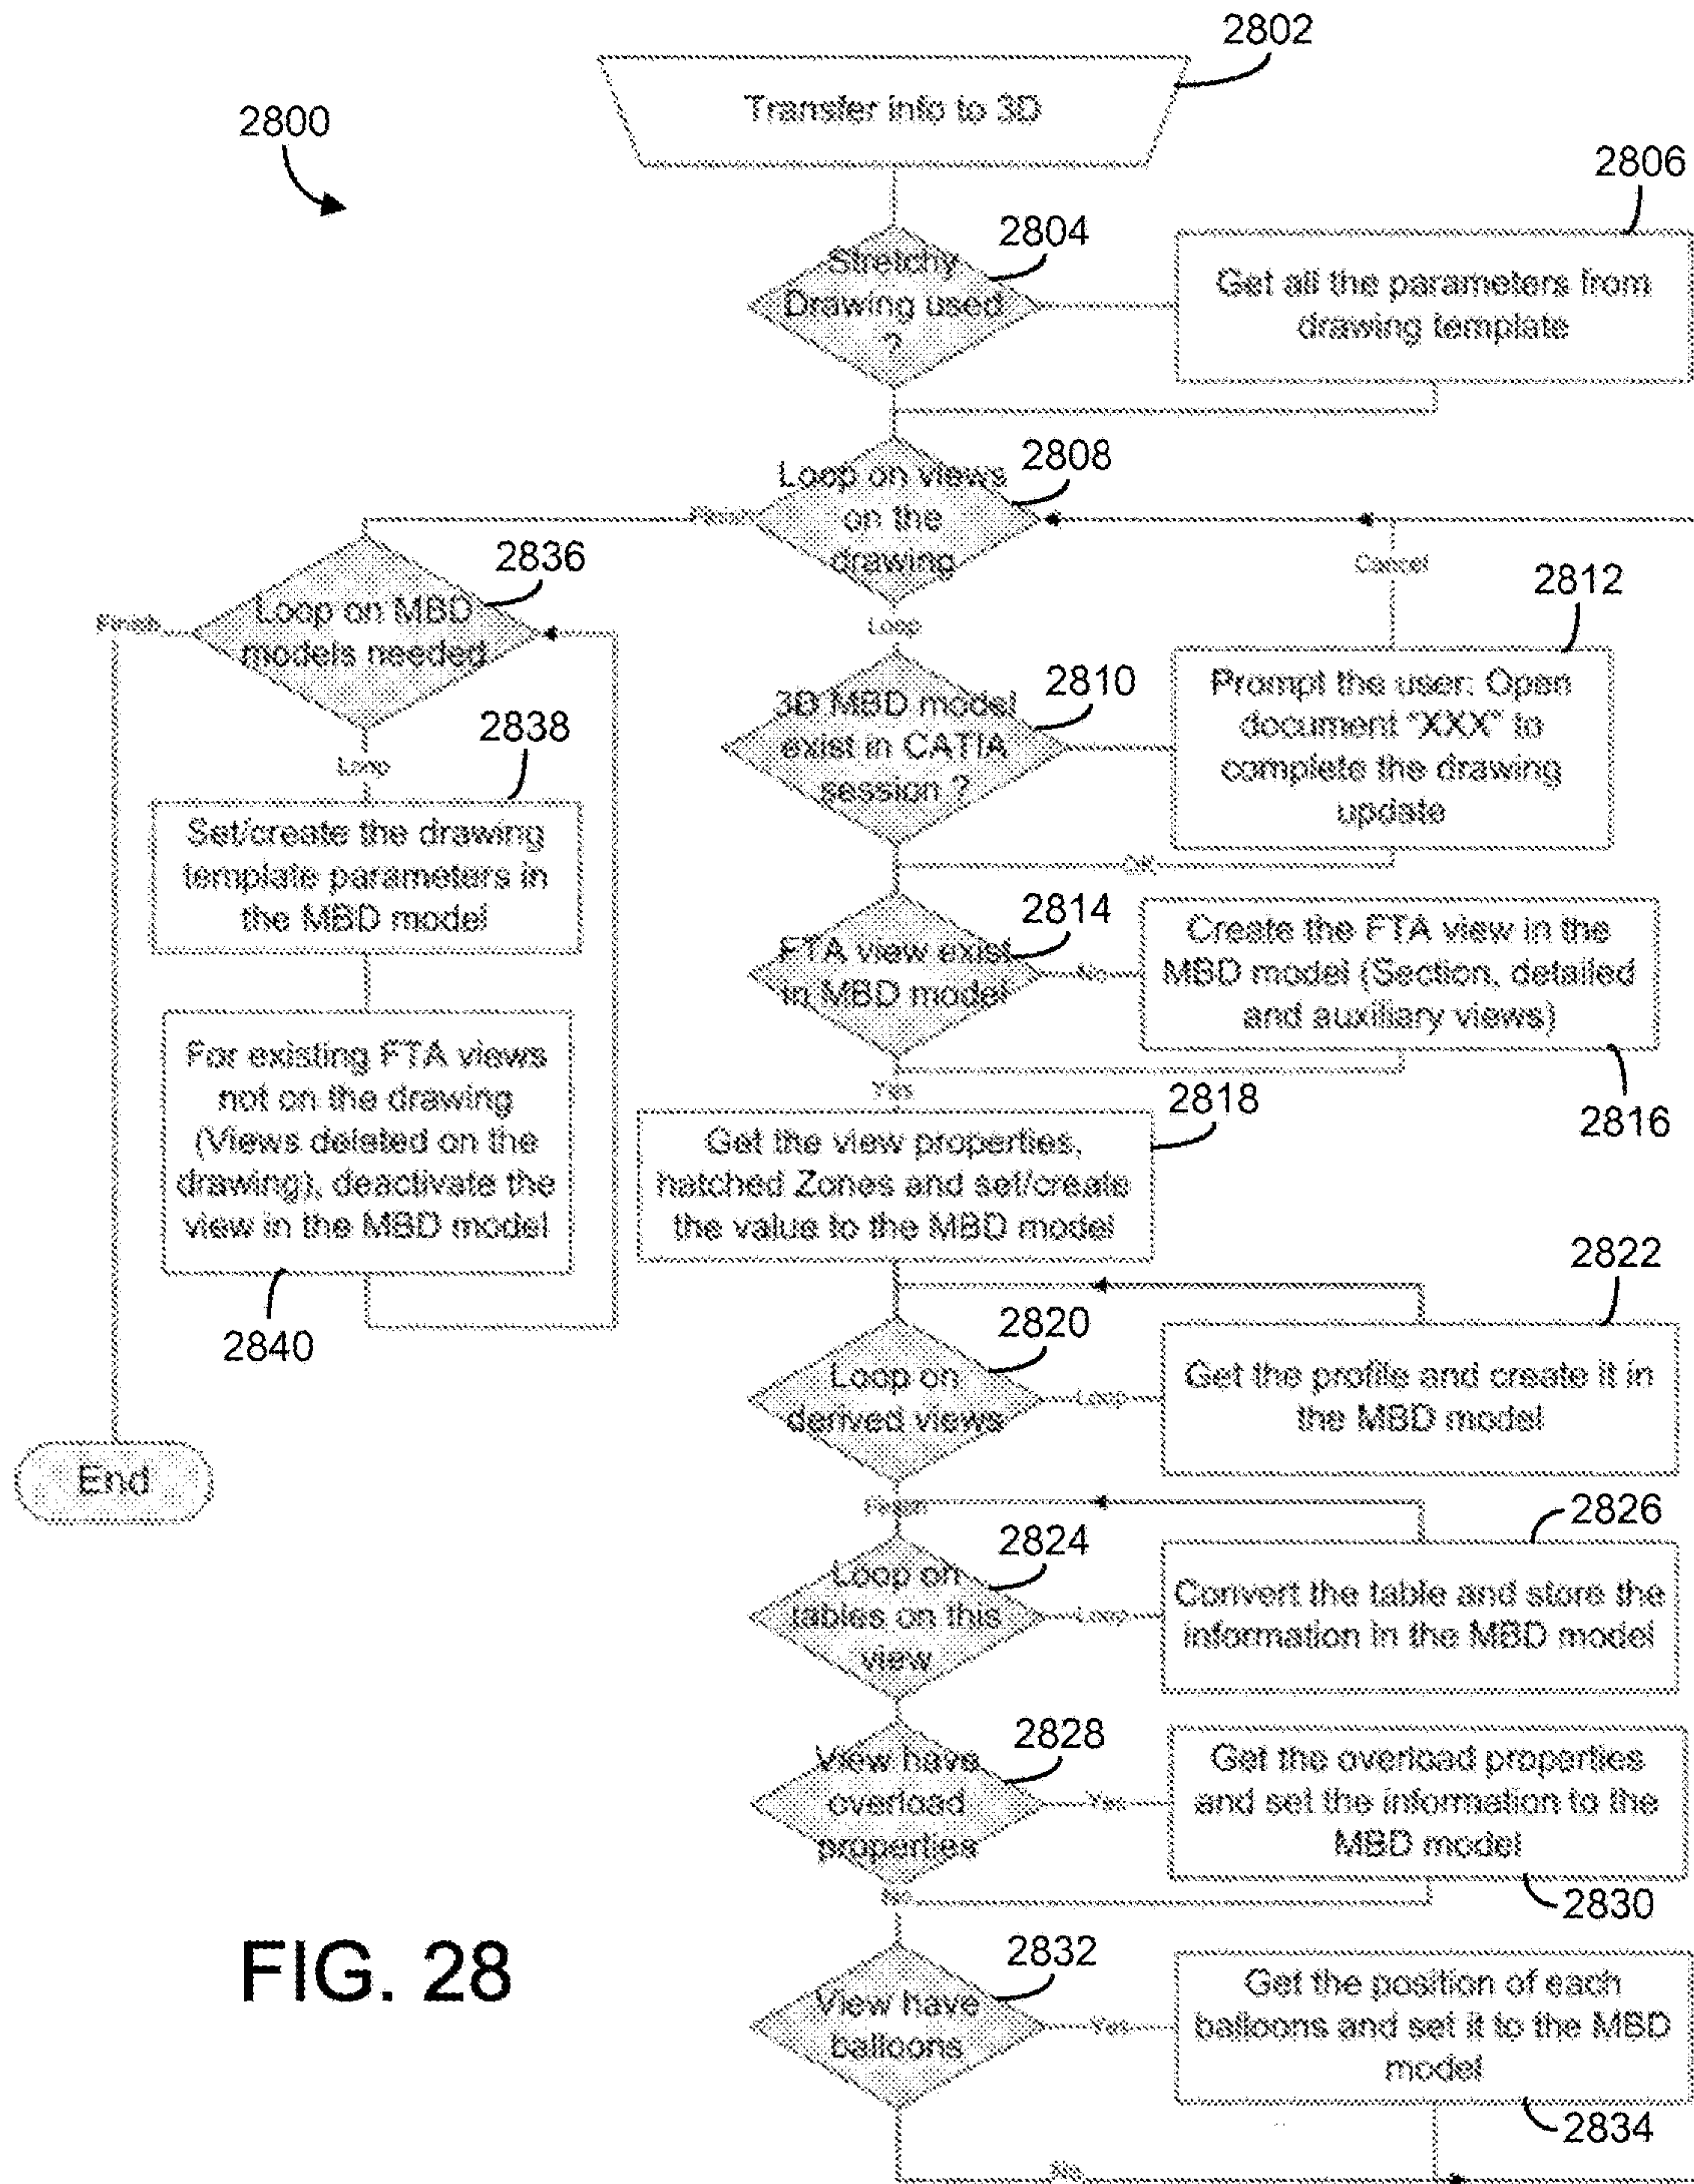 2802
Transfer info to 3D
2800
2806
2804
Stretchy
Drawing used
?
Get all the parameters from
drawing template
2808
Loop on views
on the
drawing
Finish
Loop
Cancel
2836
Loop on MBD
models needed
Finish
Loop
2812
2810
3D MBD model
exist in CATIA
session ?
Prompt the user: Open
document "XXX" to
complete the drawing
update
OK
2838
Set/create the drawing
template parameters in
the MBD model
2814
FTA view exist
in MBD model
No
Yes
Create the FTA view in the
MBD model (Section, detailed
and auxiliary views)
2816
For existing FTA views
not on the drawing
(Views deleted on the
drawing), deactivate the
view in the MBD model
2840
2818
Get the view properties,
hatched Zones and set/create
the value to the MBD model
2822
2820
Loop on
derived views
Loop
Get the profile and create it in
the MBD model
End
Finish
2826
2824
Loop on
tables on this
view
Loop
Convert the table and store the
information in the MBD model
2828
View have
overload
properties
Yes
Get the overload properties
and set the information to the
MBD model
No
2830
2832
View have
balloons
Yes
Get the position of each
balloons and set it to the MBD
model
2834
No
FIG. 28